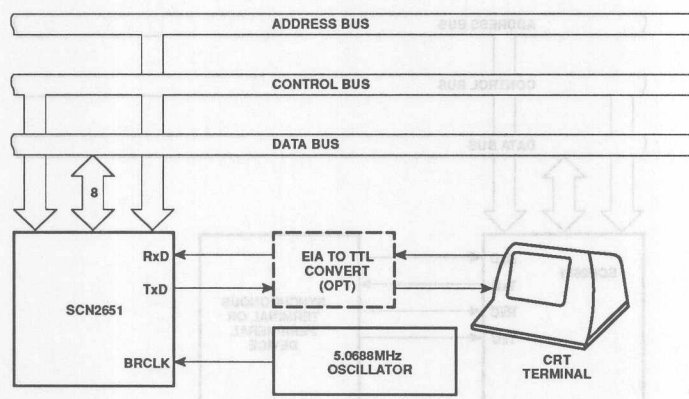 ADDRESS BUS
CONTROL BUS
DATA BUS
8
RxD
TxD
SCN2651
BRCLK
EIA TO TTL
CONVERT
(OPT)
5.0688MHz
OSCILLATOR
CRT
TERMINAL